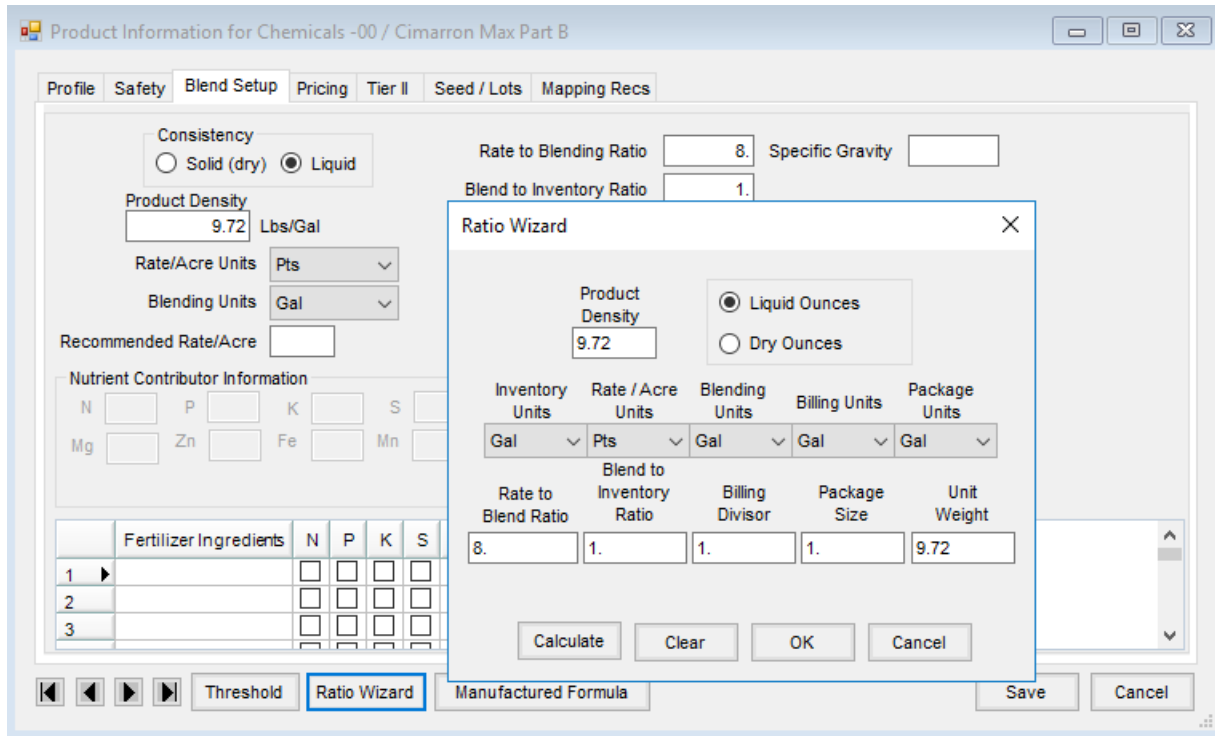 Product Information for Chemicals -00 / Cimarron Max Part B
Profile Safety Blend Setup Pricing Tier II Seed / Lots Mapping Recs
Consistency
Solid (dry) Liquid
Rate to Blending Ratio 8. Specific Gravity
Blend to Inventory Ratio 1.
Product Density
9.72 Lbs/Gal
Rate/Acre Units Pts
Blending Units Gal
Recommended Rate/Acre
Nutrient Contributor Information
N P K S
Mg Zn Fe Mn
Fertilizer Ingredients N P K S
1
2
3
Ratio Wizard
Product
Density
9.72
Liquid Ounces
Dry Ounces
Inventory Units Rate / Acre Units Blending Units Billing Units Package Units
Gal Pts Gal Gal Gal
Rate to Blend Ratio Blend to Inventory Ratio Billing Divisor Package Size Unit Weight
8. 1. 1. 1. 9.72
Calculate Clear OK Cancel
Threshold Ratio Wizard Manufactured Formula Save Cancel